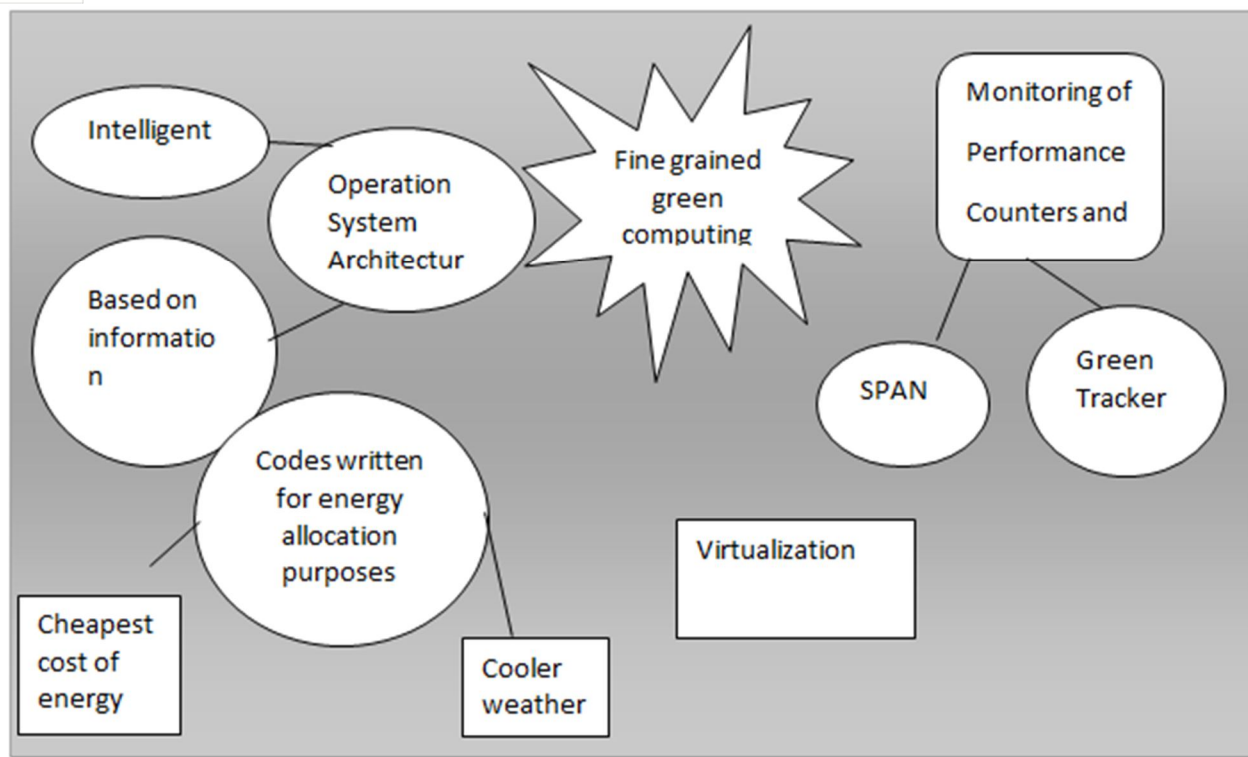 Intelligent
Operation
System
Architectur
Based on
informatio
n
Codes written
for energy
allocation
purposes
Cheapest
cost of
energy
Cooler
weather
Fine grained
green
computing
Monitoring of
Performance
Counters and
SPAN
Green
Tracker
Virtualization